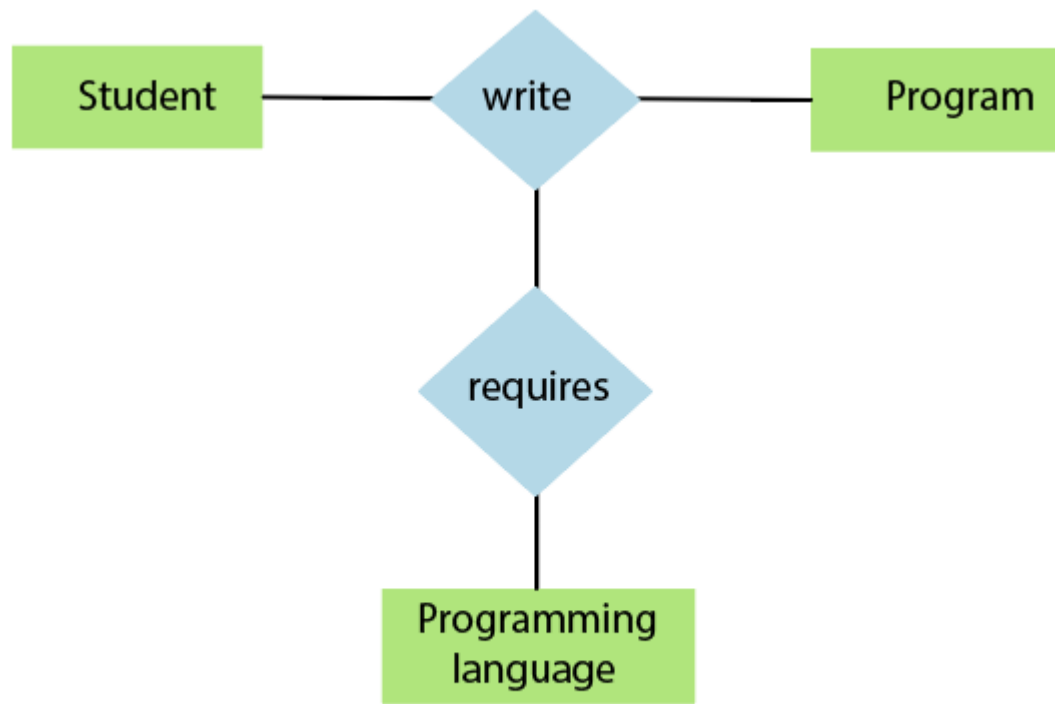 Student
write
Program
requires
Programming
language